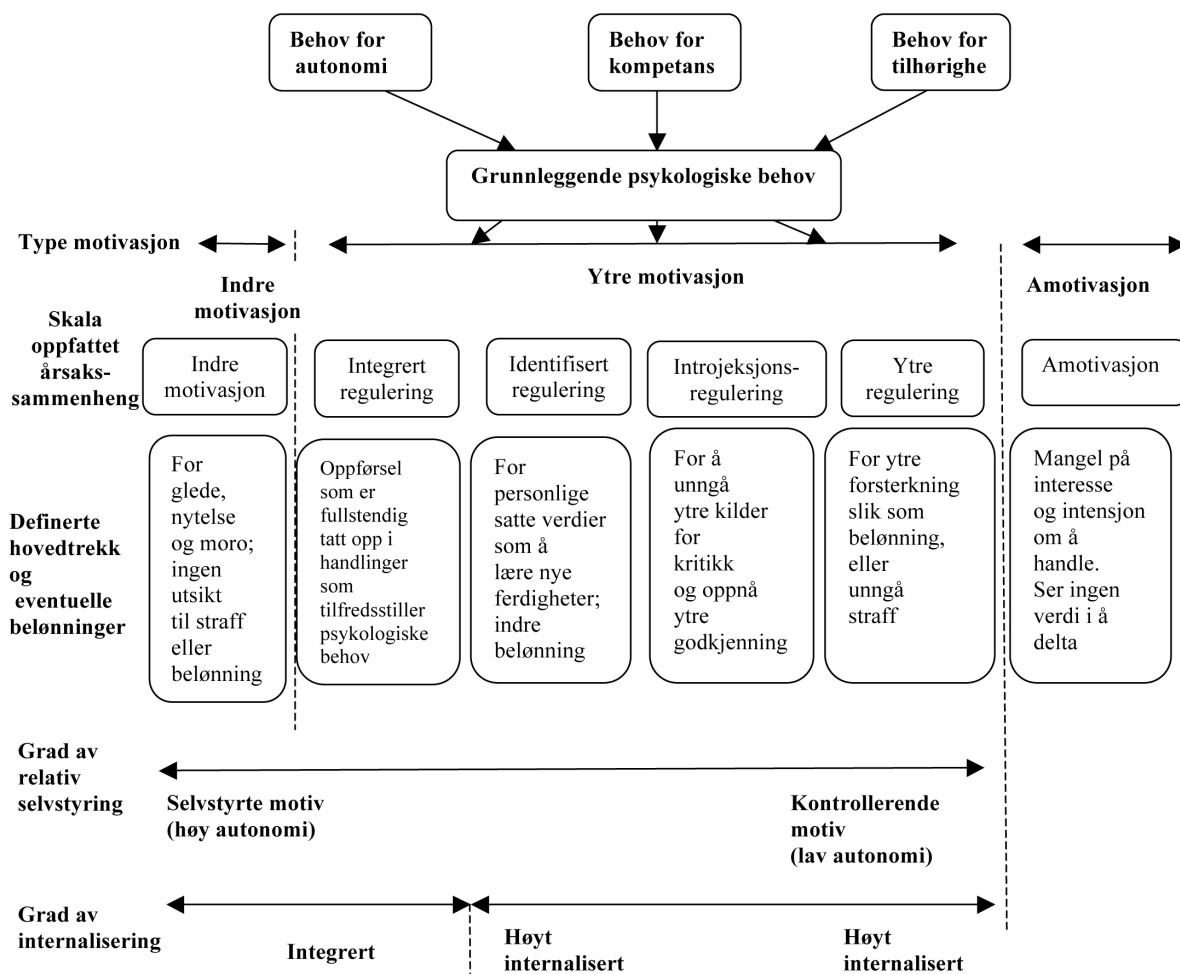 Behov for
autonomi
Behov for
kompetans
Behov for
tilhørighe
Grunnleggende psykologiske behov
Type motivasjon
Indre
motivasjon
Ytre motivasjon
Amotivasjon
Skala
oppfattet
årsaks-
sammenheng
Indre
motivasjon
Integrert
regulering
Identifisert
regulering
Introjeksjons-
regulering
Ytre
regulering
Amotivasjon
Definerte
hovedtrekk
og
eventuelle
belønninger
For
glede,
nytelse
og moro;
ingen
utsikt
til straff
eller
belønning
Oppførsel
som er
fullstendig
tatt opp i
handlinger
som
tilfredsstiller
psykologiske
behov
For
personlige
satte verdier
som å
lære nye
ferdigheter;
indre
belønning
For å
unngå
ytre kilder
for
kritikk
og oppnå
ytre
godkjenning
For ytre
forsterkning
slik som
belønning,
eller
unngå
straff
Mangel på
interesse
og intensjon
om å
handle.
Ser ingen
verdi i å
delta
Grad av
relativ
selvstyring
Selvstyrte motiv
(høy autonomi)
Kontrollerende
motiv
(lav autonomi)
Grad av
internalisering
Integrert
Høyt
internalisert
Høyt
internalisert